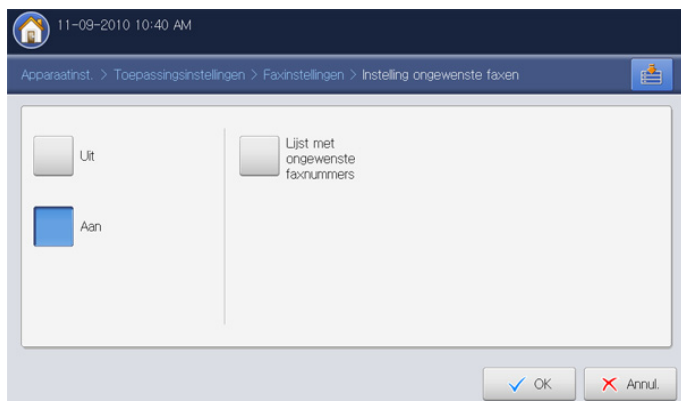 11-09-2010 10:40 AM
Apparaatinst. > Toepassingsinstellingen > Faxinstellingen > Instelling ongewenste faxen
Uit
Lijst met
ongewenste
faxnummers
Aan
OK
Annul.